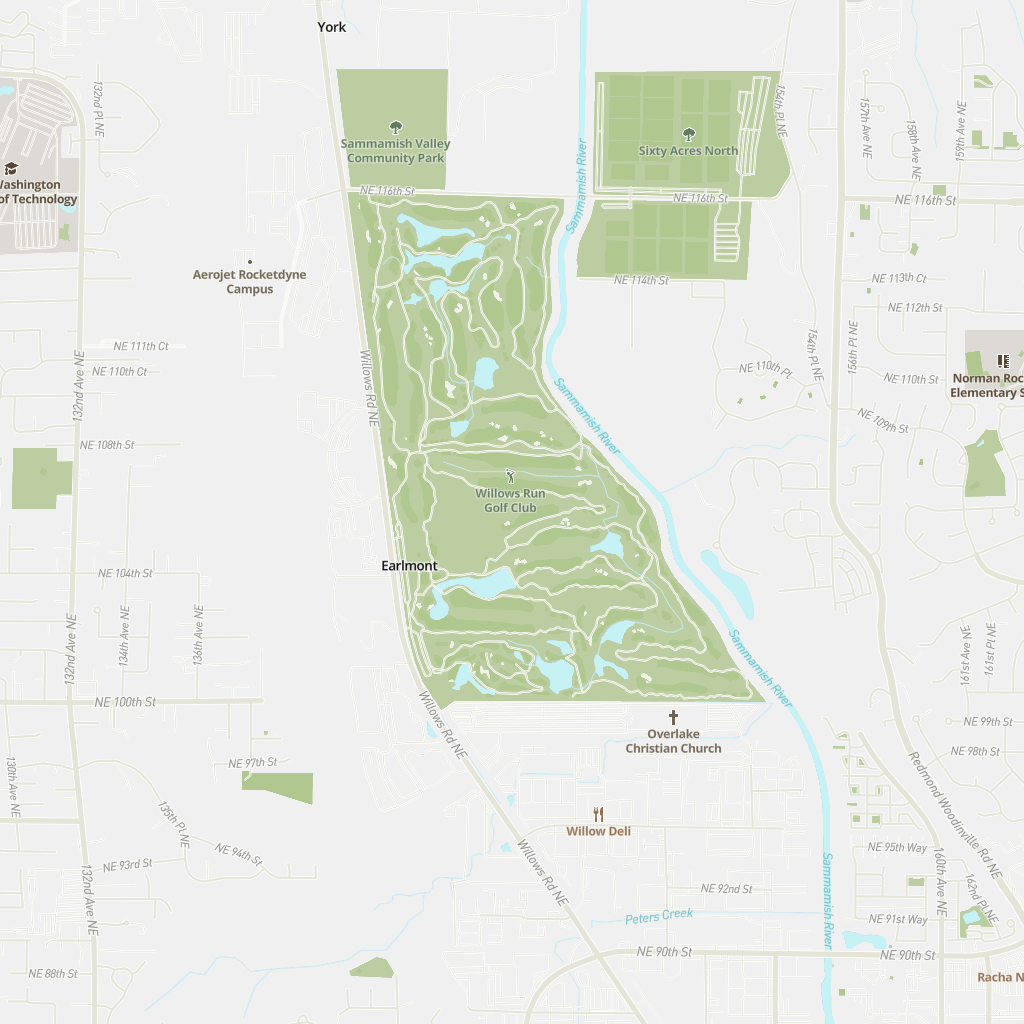 York
132nd Pl NE
Sammamish Valley
Community Park
Sammamish River
Sixty Acres North
154th Pl NE
157th Ave NE
158th Ave NE
159th Ave NE
Washington
of Technology
NE 116th St
NE 116th St
NE 116th St
Sammamish River
Aerojet Rocketdyne
Campus
NE 114th St
NE 113th Ct
NE 112th St
NE 111th Ct
NE 110th Ct
132nd Ave NE
Willows Rd NE
154th Pl NE
156th Pl NE
NE 110th Pl
NE 110th St
Norman Roc
Elementary S
Sammamish River
NE 109th St
NE 108th St
Willows Run
Golf Club
Earlmont
NE 104th St
132nd Ave NE
134th Ave NE
136th Ave NE
Sammamish River
161st Ave NE
161st Pl NE
NE 100th St
Willows Rd NE
Overlake
Christian Church
NE 99th St
NE 98th St
NE 97th St
130th Ave NE
135th Pl NE
Redmond Woodinville Rd NE
Willow Deli
NE 94th St
NE 93rd St
132nd Ave NE
Willows Rd NE
NE 95th Way
160th Ave NE
162nd Pl NE
NE 92nd St
Peters Creek
Sammamish River
NE 91st Way
NE 90th St
NE 90th St
NE 88th St
Racha N